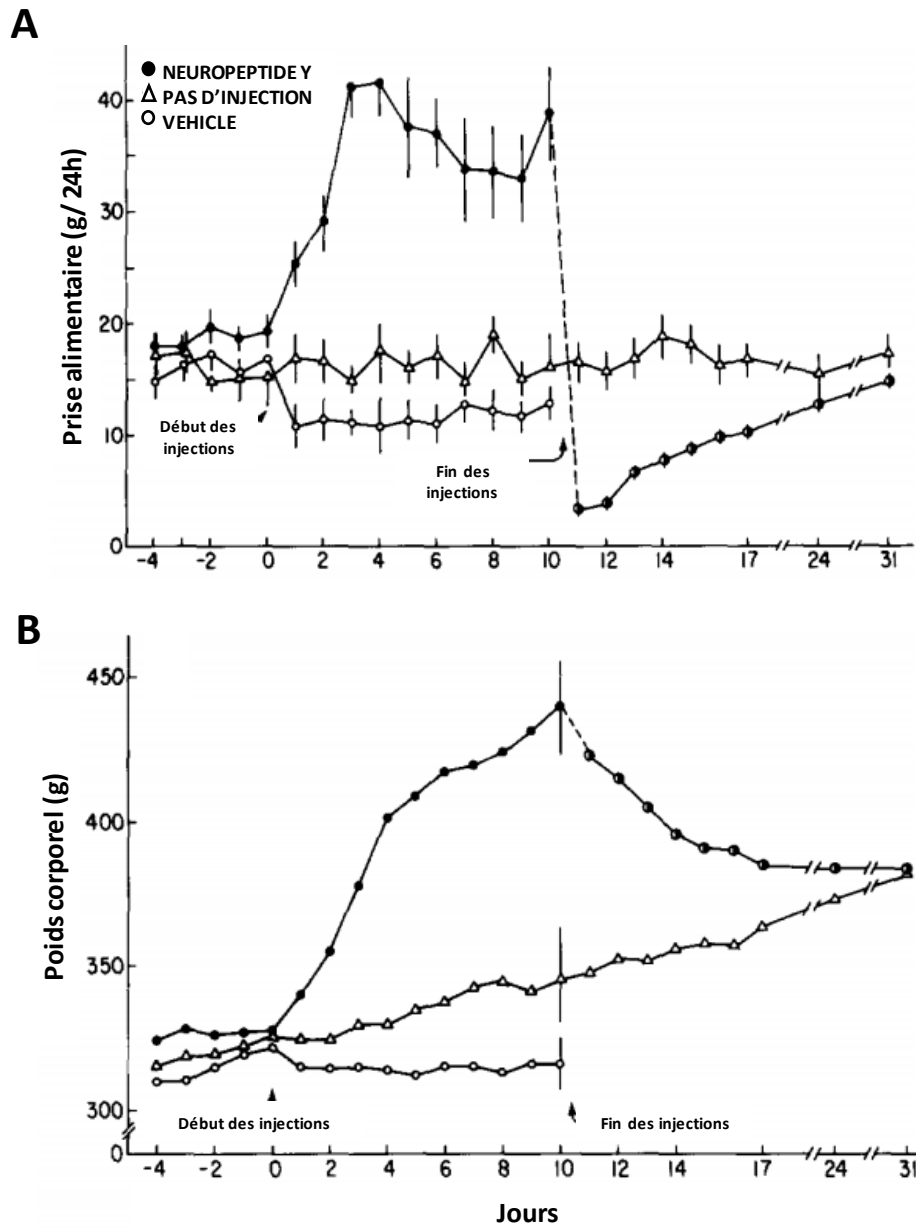 A
NEUROPEPTIDE Y
PAS D'INJECTION
VEHICLE
Prise alimentaire (g/ 24h)
40
30
20
10
0
Début des
injections
Fin des
injections
-4 -2 0 2 4 6 8 10 12 14 17 24 31
B
Poids corporel (g)
450
400
350
300
0
Début des injections
Fin des injections
-4 -2 0 2 4 6 8 10 12 14 17 24 31
Jours